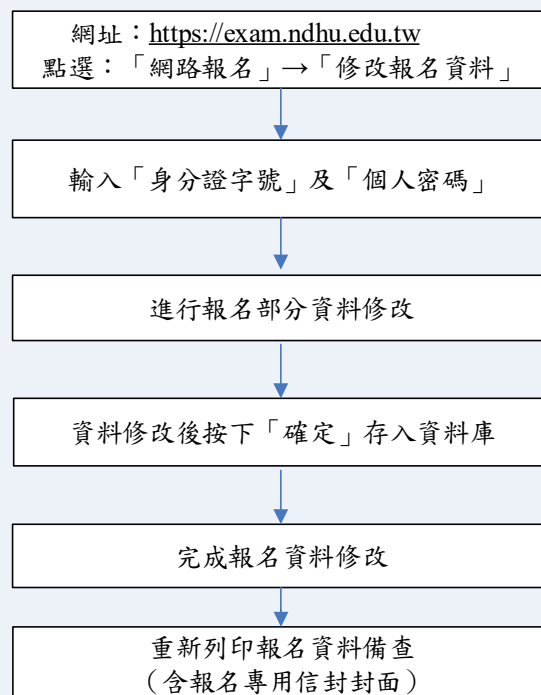 網址：https://exam.ndhu.edu.tw
點選：「網路報名」→「修改報名資料」
輸入「身分證字號」及「個人密碼」
進行報名部分資料修改
資料修改後按下「確定」存入資料庫
完成報名資料修改
重新列印報名資料備查
（含報名專用信封封面）